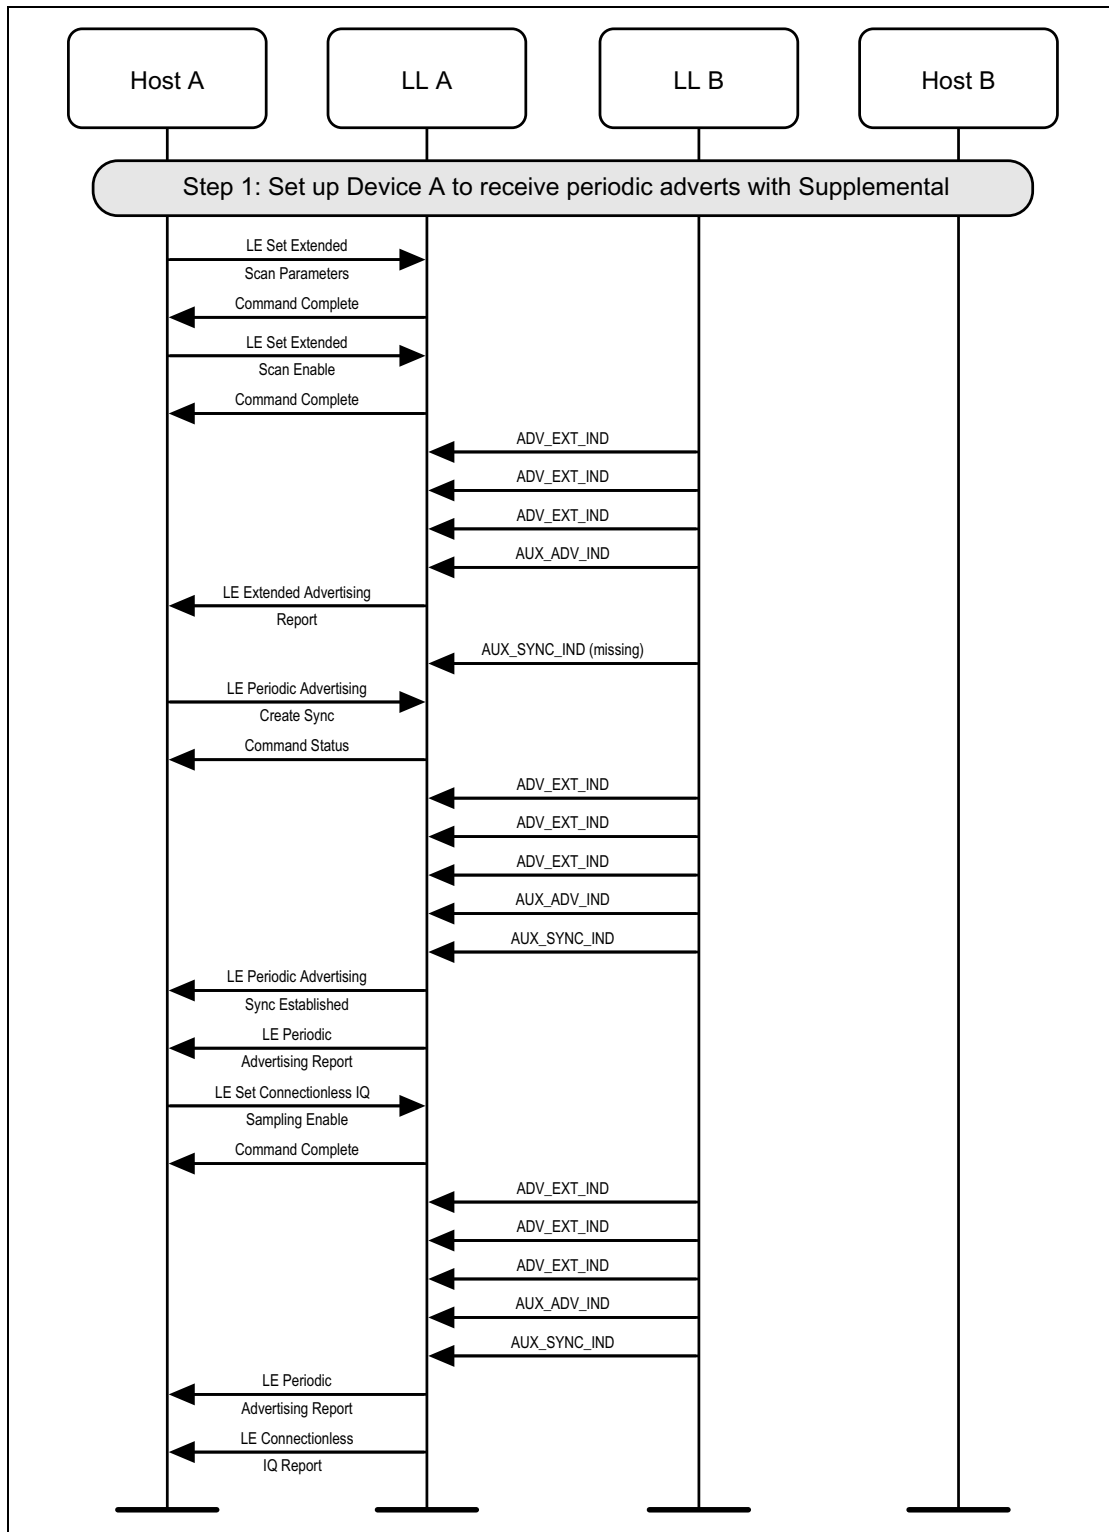 Host A
LL A
LL B
Host B
Step 1: Set up Device A to receive periodic adverts with Supplemental
LE Set Extended
Scan Parameters
Command Complete
LE Set Extended
Scan Enable
Command Complete
ADV_EXT_IND
ADV_EXT_IND
ADV_EXT_IND
AUX_ADV_IND
LE Extended Advertising
Report
AUX_SYNC_IND (missing)
LE Periodic Advertising
Create Sync
Command Status
ADV_EXT_IND
ADV_EXT_IND
ADV_EXT_IND
AUX_ADV_IND
AUX_SYNC_IND
LE Periodic Advertising
Sync Established
LE Periodic
Advertising Report
LE Set Connectionless IQ
Sampling Enable
Command Complete
ADV_EXT_IND
ADV_EXT_IND
ADV_EXT_IND
AUX_ADV_IND
AUX_SYNC_IND
LE Periodic
Advertising Report
LE Connectionless
IQ Report